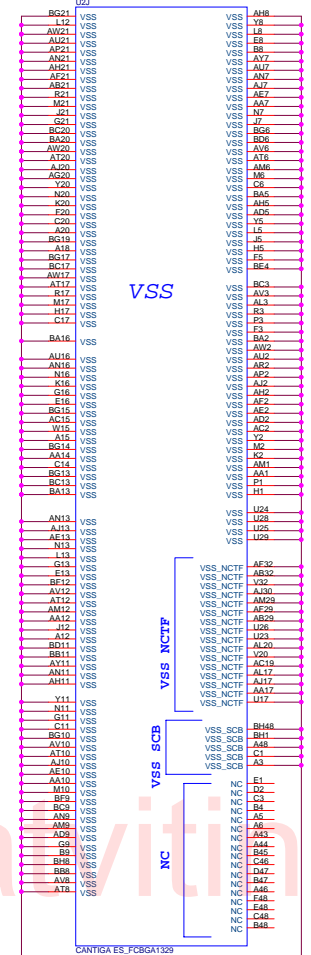 U2J
BG21 VSS VSS AH8
L12 VSS VSS Y8
AW21 VSS VSS L8
AU21 VSS VSS E8
AP21 VSS VSS B8
AN21 VSS VSS AY7
AH21 VSS VSS AU7
AF21 VSS VSS AN7
AB21 VSS VSS AJ7
R21 VSS VSS AE7
M21 VSS VSS AA7
J21 VSS VSS N7
G21 VSS VSS J7
BC20 VSS VSS BG6
BA20 VSS VSS BD6
AW20 VSS VSS AV6
AT20 VSS VSS AT6
AJ20 VSS VSS AM6
AG20 VSS VSS M6
Y20 VSS VSS C6
N20 VSS VSS BA5
K20 VSS VSS AH5
F20 VSS VSS AD5
C20 VSS VSS Y5
A20 VSS VSS L5
BG19 VSS VSS J5
A18 VSS VSS H5
BG17 VSS VSS F5
BC17 VSS VSS BE4
AW17 VSS
AT17 VSS VSS BC3
R17 VSS VSS AV3
M17 VSS VSS AL3
H17 VSS VSS R3
C17 VSS VSS P3
VSS F3
BA16 VSS VSS BA2
VSS AW2
AU16 VSS VSS AU2
AN16 VSS VSS AR2
N16 VSS VSS AP2
K16 VSS VSS AJ2
G16 VSS VSS AH2
E16 VSS VSS AF2
BG15 VSS VSS AE2
AC15 VSS VSS AD2
W15 VSS VSS AC2
A15 VSS VSS Y2
BG14 VSS VSS M2
AA14 VSS VSS K2
C14 VSS VSS AM1
BG13 VSS VSS AA1
BC13 VSS VSS P1
BA13 VSS VSS H1
VSS U24
AN13 VSS VSS U28
AJ13 VSS VSS U25
AE13 VSS VSS U29
N13 VSS
L13 VSS
G13 VSS VSS_NCTF AF32
E13 VSS VSS_NCTF AB32
BF12 VSS VSS_NCTF V32
AV12 VSS VSS_NCTF AJ30
AT12 VSS VSS_NCTF AM29
AM12 VSS VSS_NCTF AF29
AA12 VSS VSS_NCTF AB29
J12 VSS VSS_NCTF U26
A12 VSS VSS_NCTF U23
BD11 VSS VSS_NCTF AL20
BB11 VSS VSS_NCTF V20
AY11 VSS VSS_NCTF AC19
AN11 VSS VSS_NCTF AL17
AH11 VSS VSS_NCTF AJ17
VSS_NCTF AA17
Y11 VSS VSS_NCTF U17
N11 VSS
G11 VSS
C11 VSS VSS_SCB BH48
BG10 VSS VSS_SCB BH1
AV10 VSS VSS_SCB A48
AT10 VSS VSS_SCB C1
AJ10 VSS VSS_SCB A3
AE10 VSS
AA10 VSS NC E1
M10 VSS NC D2
BF9 VSS NC C3
BC9 VSS NC B4
AN9 VSS NC A5
AM9 VSS NC A6
AD9 VSS NC A43
G9 VSS NC A44
B9 VSS NC B45
BH8 VSS NC C46
BB8 VSS NC D47
AV8 VSS NC B47
AT8 VSS NC A46
NC F48
NC E48
NC C48
NC B48
VSS
VSS NCTF
VSS SCB
NC
CANTIGA ES_FCBGA1329